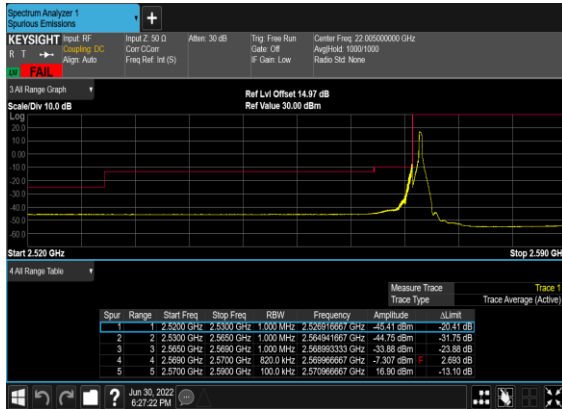 Spectrum Analyzer 1
Spurious Emissions
+
KEYSIGHT Input: RF Input Z: 50 Ω Atten: 30 dB Trig: Free Run Center Freq: 22.005000000 GHz
R T Coupling: DC Corr CCorr Gate: Off Avg|Hold: 1000/1000
Align: Auto Freq Ref: Int (S) IF Gain: Low Radio Std: None
LV FAIL
3 All Range Graph Ref Lvl Offset 14.97 dB
Scale/Div 10.0 dB Ref Value 30.00 dBm
Log
20.0
10.0
0.00
-10.0
-20.0
-30.0
-40.0
-50.0
-60.0
Start 2.520 GHz Stop 2.590 GH
4 All Range Table
Measure Trace Trace 1
Trace Type Trace Average (Active)
Spur Range Start Freq Stop Freq RBW Frequency Amplitude ΔLimit
1 1 2.5200 GHz 2.5300 GHz 1.000 MHz 2.526916667 GHz -45.41 dBm -20.41 dB
2 2 2.5300 GHz 2.5650 GHz 1.000 MHz 2.564941667 GHz -44.75 dBm -31.75 dB
3 3 2.5650 GHz 2.5690 GHz 1.000 MHz 2.568993333 GHz -33.88 dBm -23.88 dB
4 4 2.5690 GHz 2.5700 GHz 820.0 kHz 2.569966667 GHz -7.307 dBm F 2.693 dB
5 5 2.5700 GHz 2.5900 GHz 100.0 kHz 2.570966667 GHz 16.90 dBm -13.10 dB
? Jun 30, 2022
6:27:22 PM